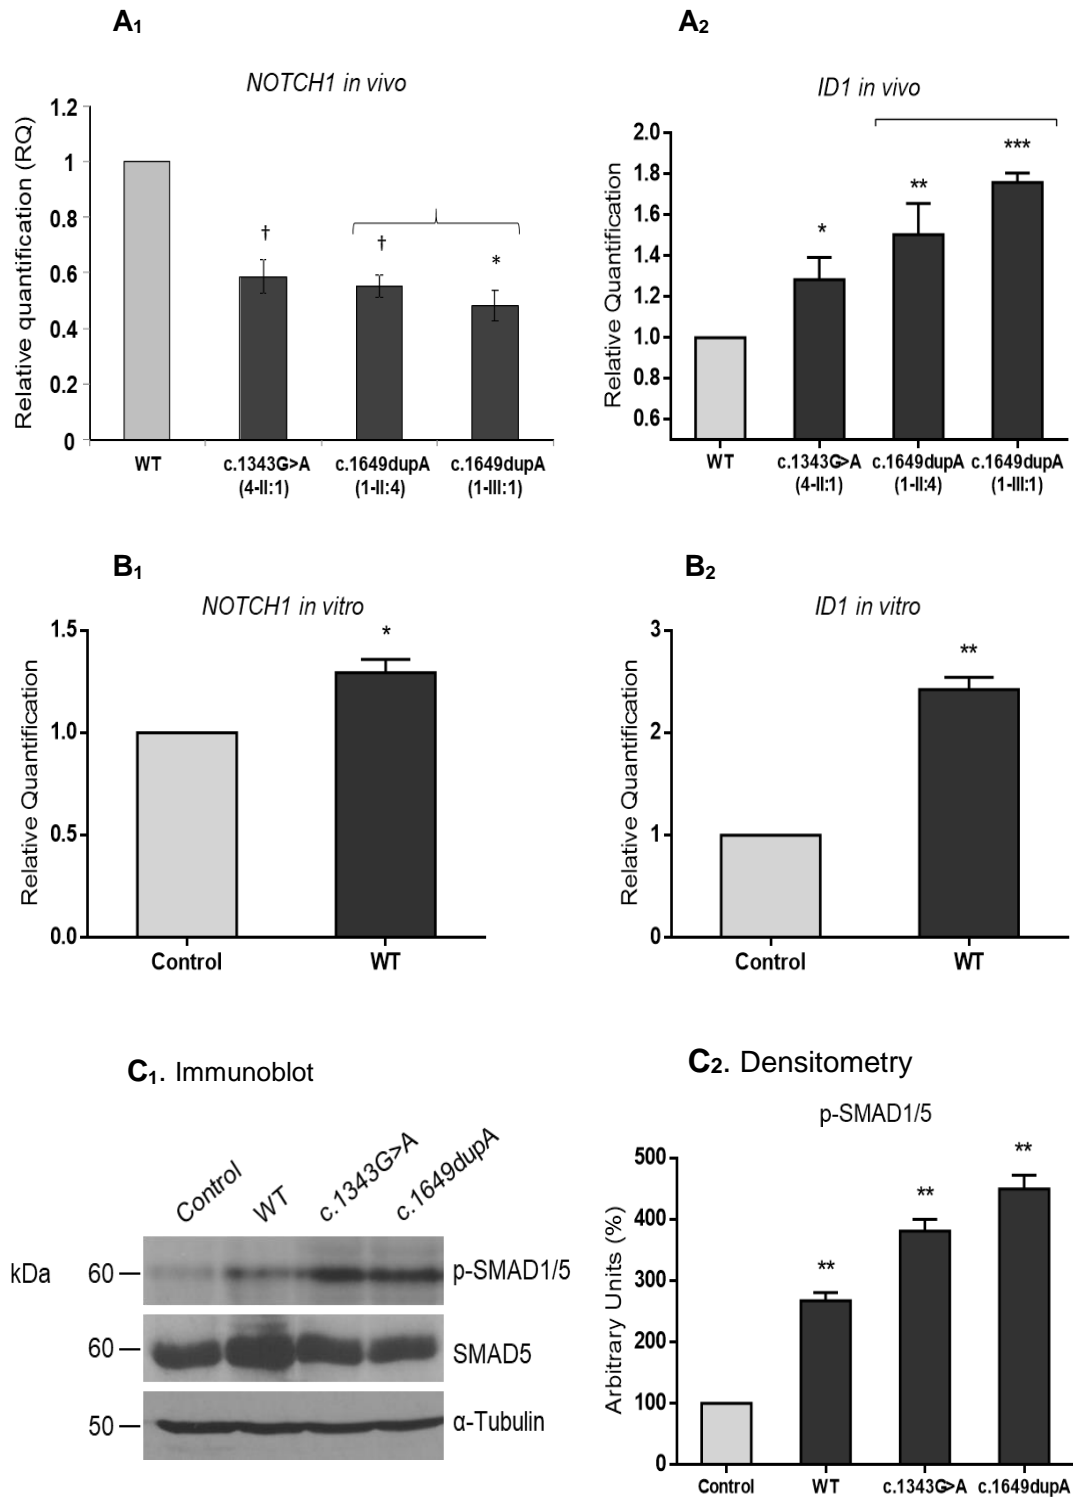 A1
NOTCH1 in vivo
Relative quantification (RQ)
1.2
1
0.8
0.6
0.4
0.2
0
†
†
*
WT
c.1343G>A
(4-II:1)
c.1649dupA
(1-II:4)
c.1649dupA
(1-III:1)
A2
ID1 in vivo
Relative Quantification
2.0
1.8
1.6
1.4
1.2
1.0
0.8
0.6
*
**
***
WT
c.1343G>A
(4-II:1)
c.1649dupA
(1-II:4)
c.1649dupA
(1-III:1)
B1
NOTCH1 in vitro
Relative Quantification
1.5
1.0
0.5
0.0
*
Control
WT
B2
ID1 in vitro
Relative Quantification
3
2
1
0
**
Control
WT
C1. Immunoblot
Control
WT
c.1343G>A
c.1649dupA
kDa
60
p-SMAD1/5
60
SMAD5
50
α-Tubulin
C2. Densitometry
p-SMAD1/5
Arbitrary Units (%)
500
400
300
200
100
0
**
**
**
Control
WT
c.1343G>A
c.1649dupA